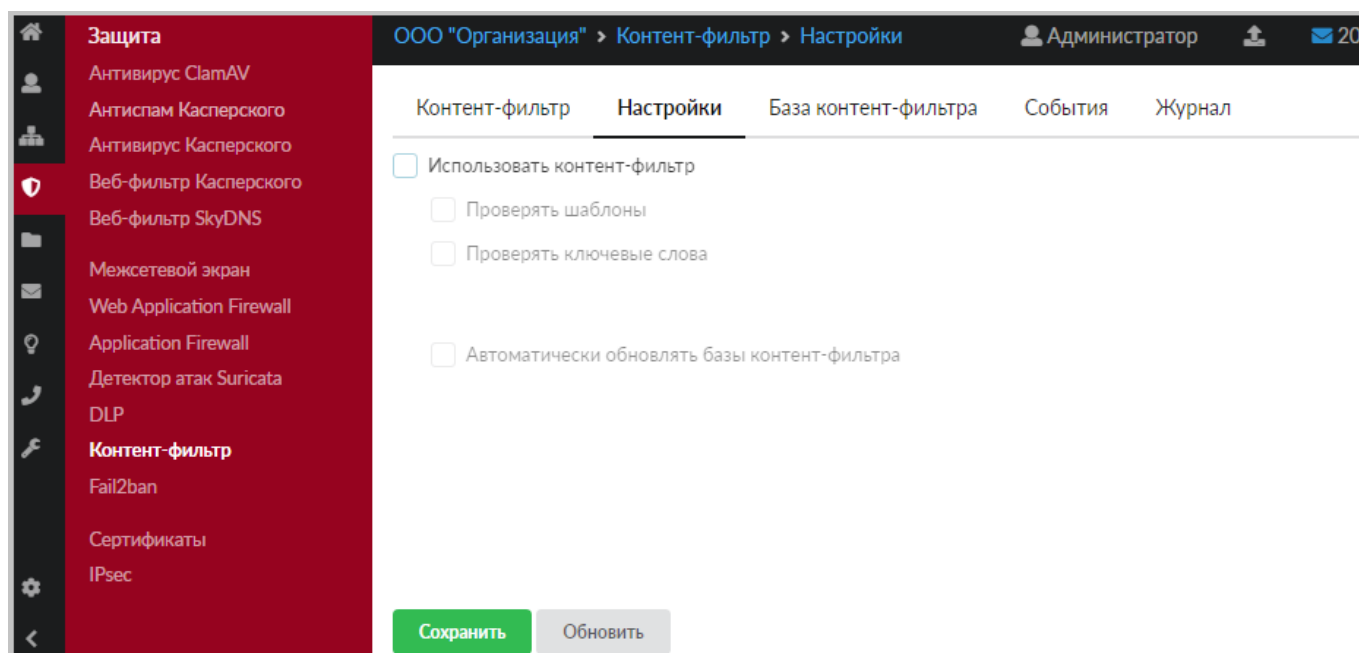 Защита
Антивирус ClamAV
Антиспам Касперского
Антивирус Касперского
Веб-фильтр Касперского
Веб-фильтр SkyDNS
Межсетевой экран
Web Application Firewall
Application Firewall
Детектор атак Suricata
DLP
Контент-фильтр
Fail2ban
Сертификаты
IPsec
ООО "Организация" > Контент-фильтр > Настройки
Администратор
20
Контент-фильтр Настройки База контент-фильтра События Журнал
Использовать контент-фильтр
Проверять шаблоны
Проверять ключевые слова
Автоматически обновлять базы контент-фильтра
Сохранить Обновить